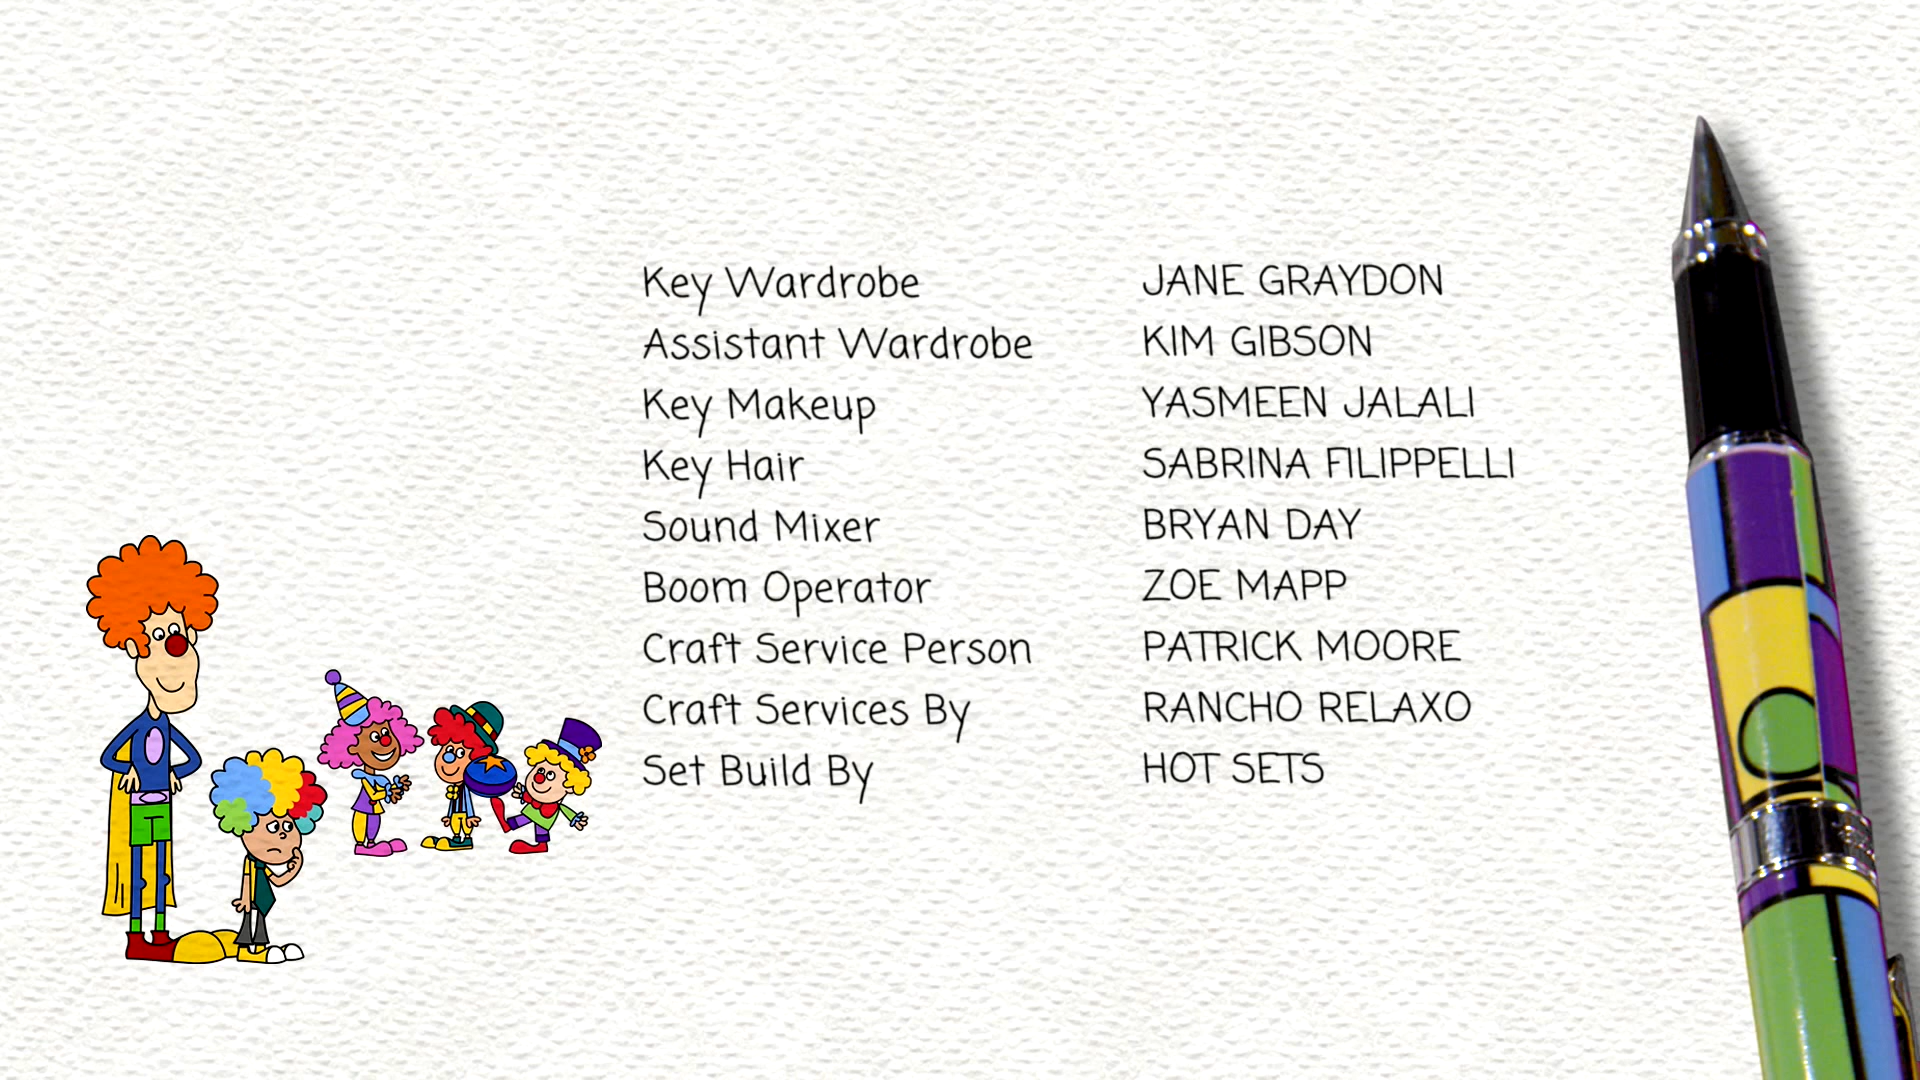 Key Wardrobe JANE GRAYDON
Assistant Wardrobe KIM GIBSON
Key Makeup YASMEEN JALALI
Key Hair SABRINA FILIPPELLI
Sound Mixer BRYAN DAY
Boom Operator ZOE MAPP
Craft Service Person PATRICK MOORE
Craft Services By RANCHO RELAXO
Set Build By HOT SETS